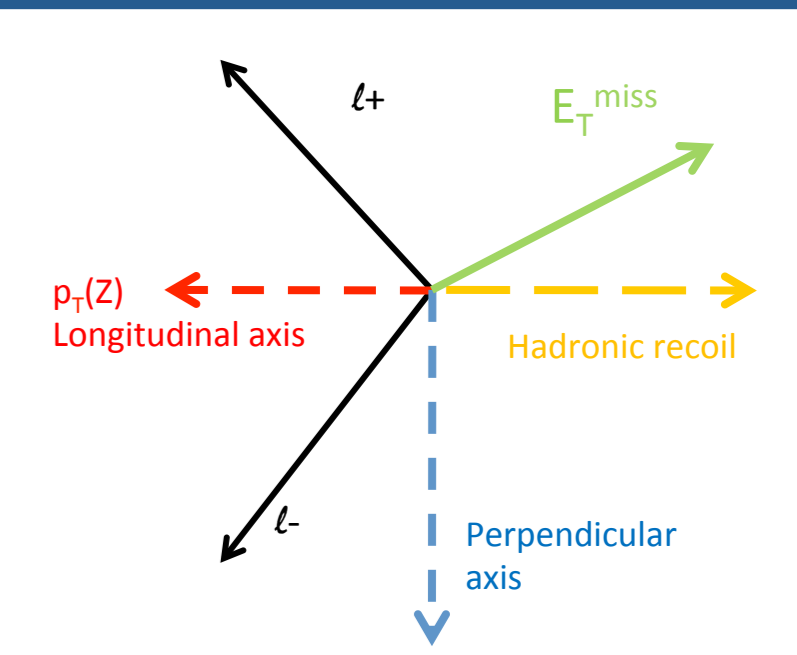 ℓ+
E_T^miss
p_T(Z)
Longitudinal axis
Hadronic recoil
ℓ-
Perpendicular
axis